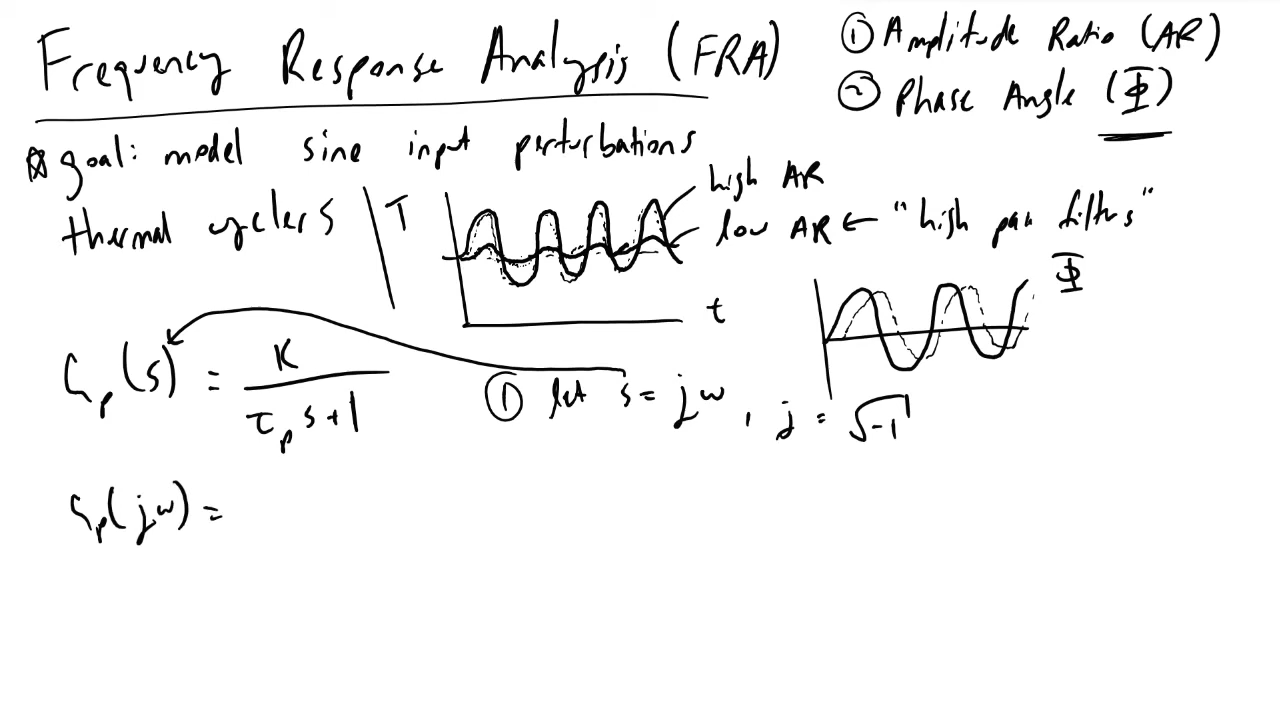 Frequency Response Analysis (FRA)
① Amplitude Ratio (AR)
② Phase Angle (Φ)
goal: model sine input perturbations
thermal cyclers
T
high AR
low AR ← "high pass filters"
t
Φ
Gp(s) = K / τp s+1
① let s = jω, j = √-1
Gp(jω) =